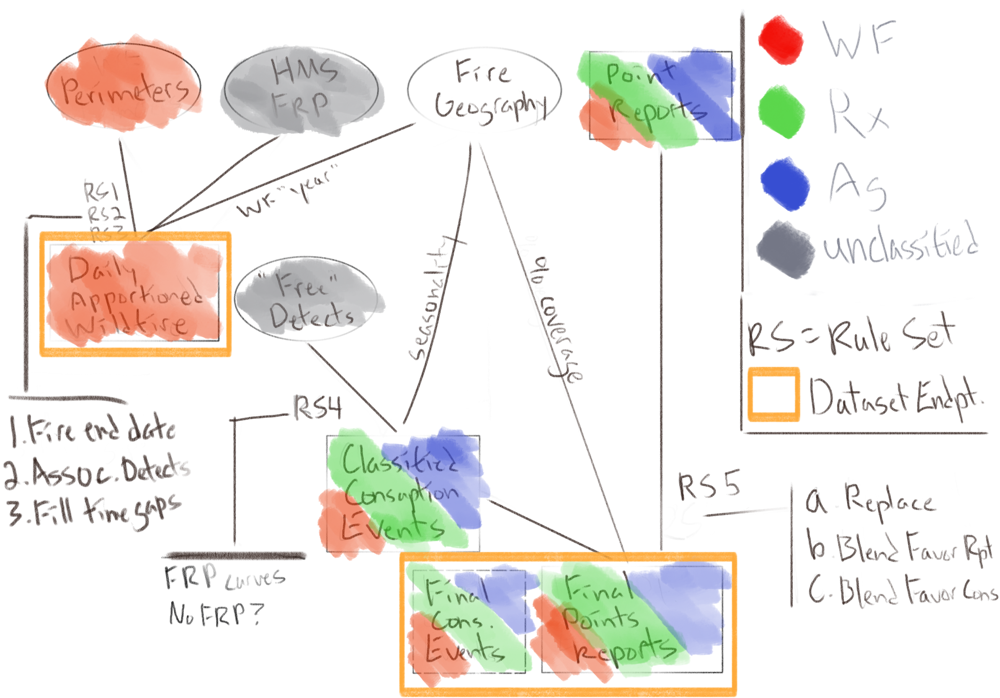 Perimeters
HMS
FRP
Fire
Geography
Point
Reports
WF
Rx
As
unclassified
RS = Rule Set
Dataset Endpt.
RS1
RS2
RS3
WF "year"
seasonality
% coverage
Daily
Apportioned
Wildfire
"Free"
Detects
1. Fire end date
2. Assoc. Detects
3. Fill time gaps
RS4
FRP curves
No FRP?
Classified
Consuption
Events
RS5
a. Replace
b. Blend Favor Rpt
C. Blend Favor Cons
Final
Cons.
Events
Final
Points
Reports